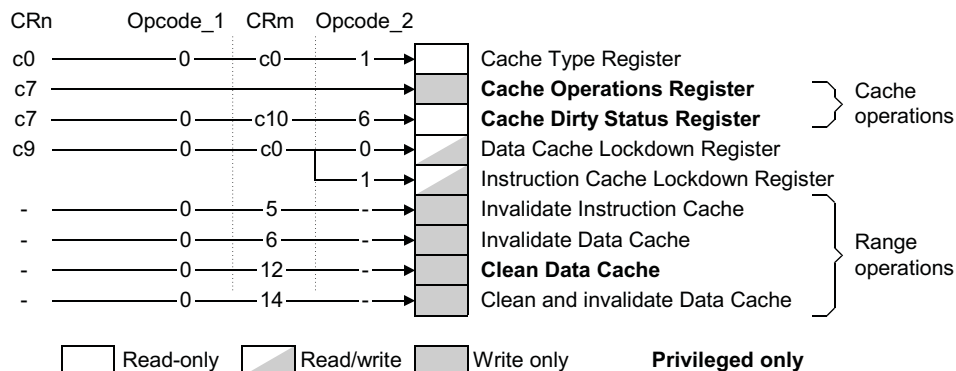 CRn Opcode_1 CRm Opcode_2
c0 0 c0 1 Cache Type Register
c7 Cache Operations Register
c7 0 c10 6 Cache Dirty Status Register
Cache
operations
c9 0 c0 0 Data Cache Lockdown Register
1 Instruction Cache Lockdown Register
- 0 5 - Invalidate Instruction Cache
- 0 6 - Invalidate Data Cache
- 0 12 - Clean Data Cache
- 0 14 - Clean and invalidate Data Cache
Range
operations
Read-only Read/write Write only Privileged only